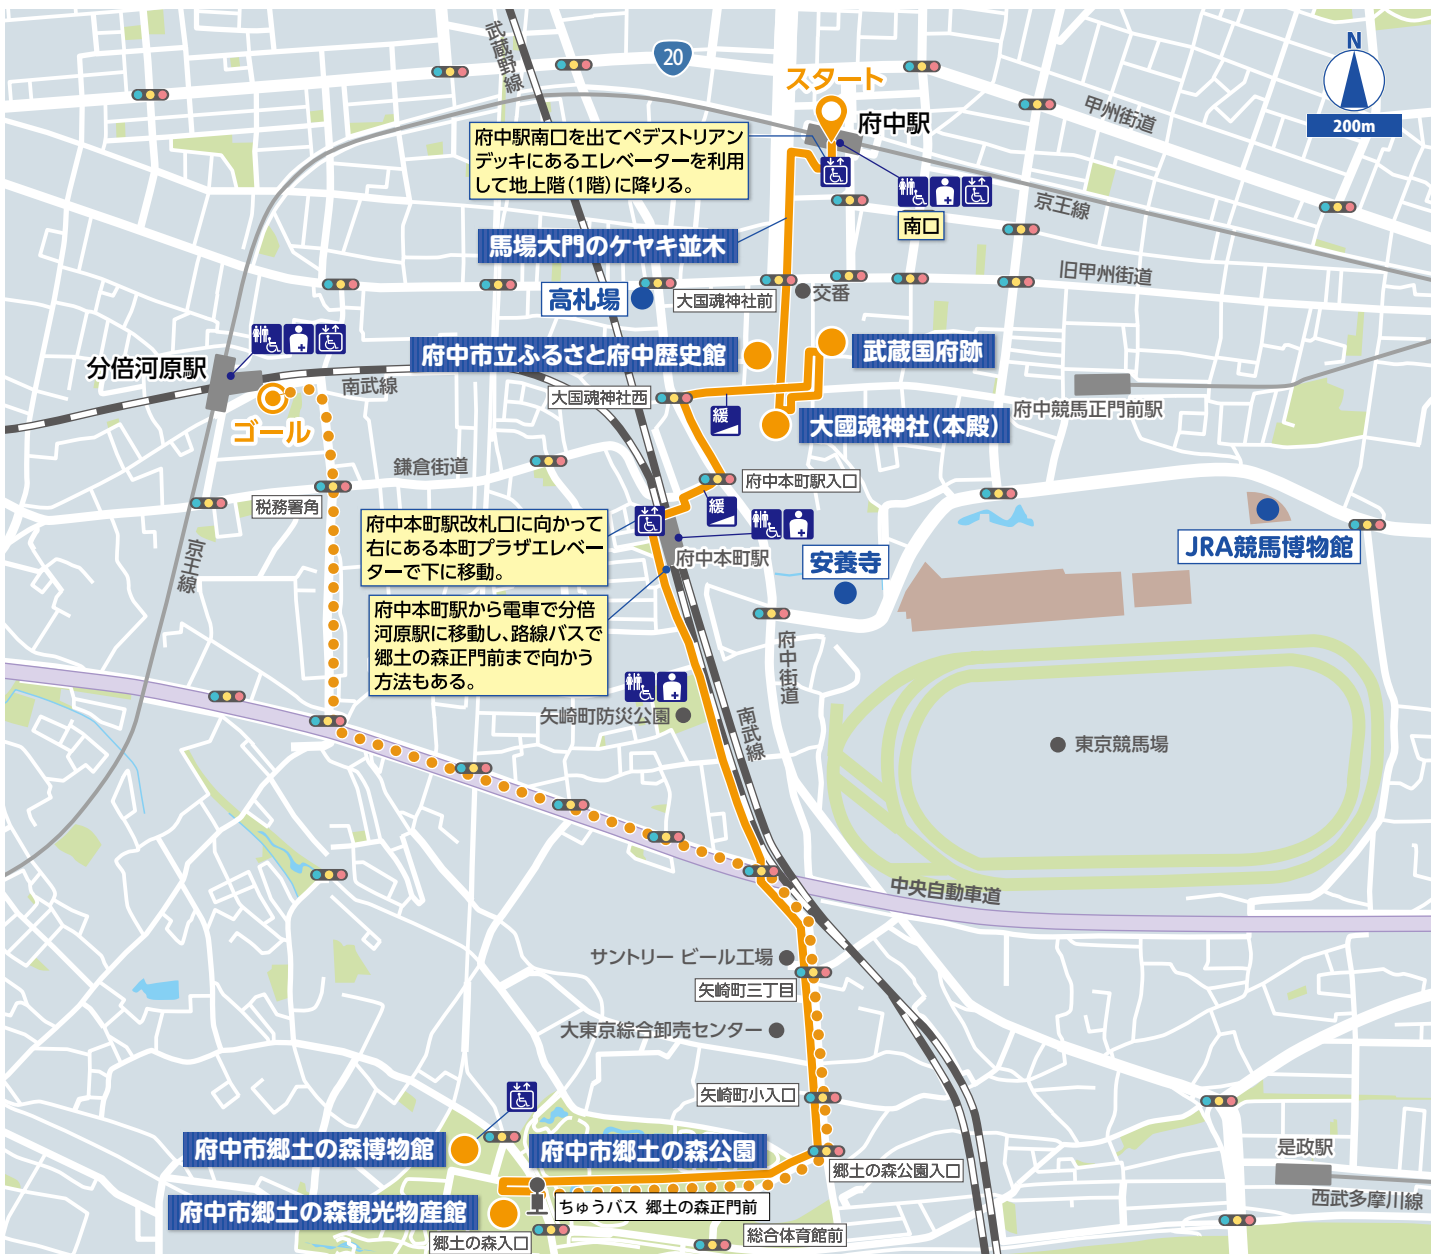 武蔵野線
20
スタート
N
200m
甲州街道
府中駅
府中駅南口を出てペデストリアン
デッキにあるエレベーターを利用
して地上階(1階)に降りる。
南口
京王線
馬場大門のケヤキ並木
旧甲州街道
高札場
大国魂神社前
交番
府中市立ふるさと府中歴史館
武蔵国府跡
分倍河原駅
南武線
大国魂神社西
緩
府中競馬正門前駅
大國魂神社(本殿)
ゴール
鎌倉街道
府中本町駅入口
税務署角
緩
府中本町駅改札口に向かって
右にある本町プラザエレベー
ターで下に移動。
京王線
府中本町駅
安養寺
JRA競馬博物館
府中本町駅から電車で分倍
河原駅に移動し、路線バスで
郷土の森正門前まで向かう
方法もある。
府中街道
矢崎町防災公園
南武線
東京競馬場
中央自動車道
サントリー ビール工場
矢崎町三丁目
大東京綜合卸売センター
矢崎町小入口
府中市郷土の森博物館
府中市郷土の森公園
郷土の森公園入口
是政駅
西武多摩川線
府中市郷土の森観光物産館
ちゅうバス 郷土の森正門前
郷土の森入口
総合体育館前